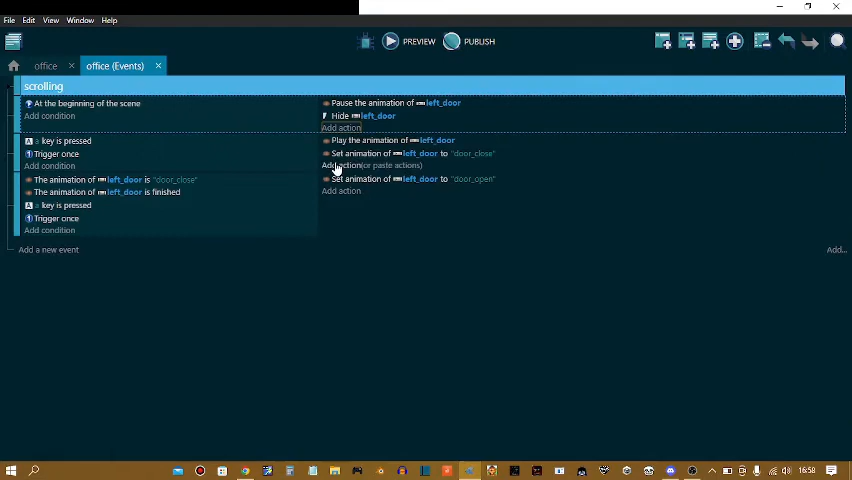 File Edit View Window Help
PREVIEW PUBLISH
office × office (Events) ×
scrolling
At the beginning of the scene
Pause the animation of left_door
Add condition
Hide left_door
Add action
a key is pressed
Play the animation of left_door
Trigger once
Set animation of left_door to "door_close"
Add condition
Add action(or paste actions)
The animation of left_door is "door_close"
Set animation of left_door to "door_open"
The animation of left_door is finished
Add action
a key is pressed
Trigger once
Add condition
Add a new event
Add...
16:58